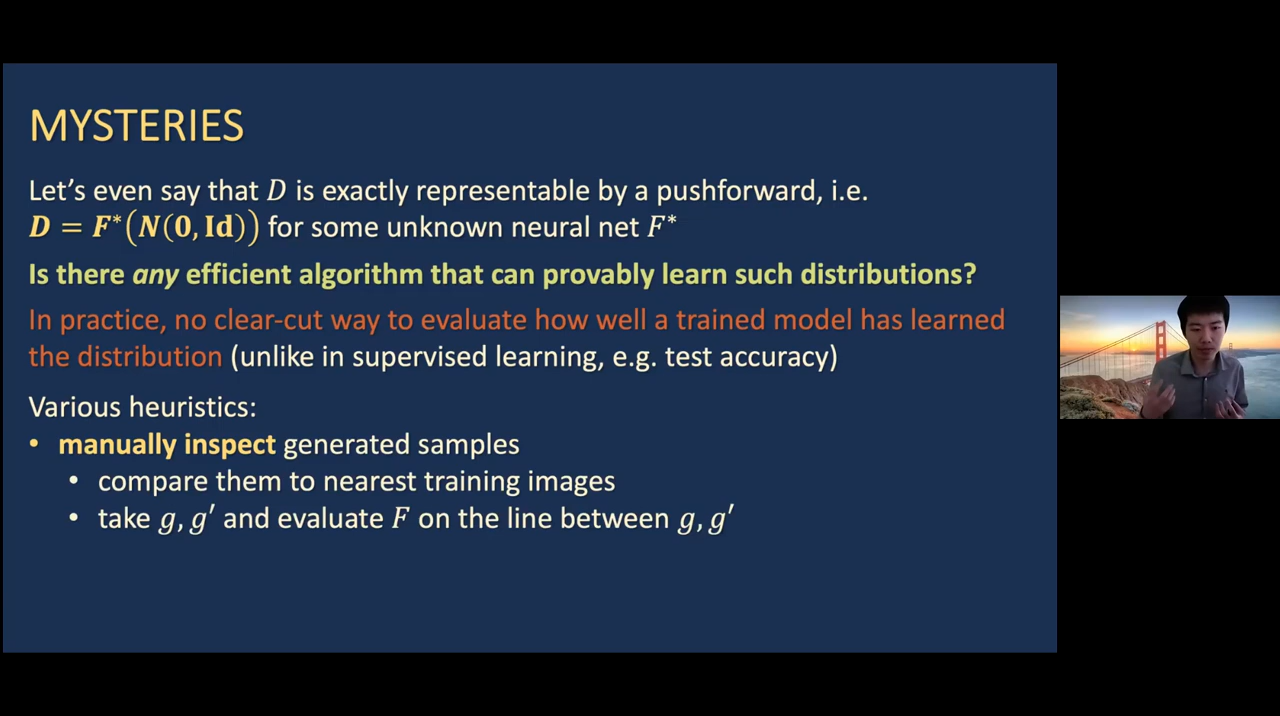 MYSTERIES
Let's even say that D is exactly representable by a pushforward, i.e.
D = F*(N(0, Id)) for some unknown neural net F*
Is there any efficient algorithm that can provably learn such distributions?
In practice, no clear-cut way to evaluate how well a trained model has learned
the distribution (unlike in supervised learning, e.g. test accuracy)
Various heuristics:
• manually inspect generated samples
• compare them to nearest training images
• take g, g′ and evaluate F on the line between g, g′